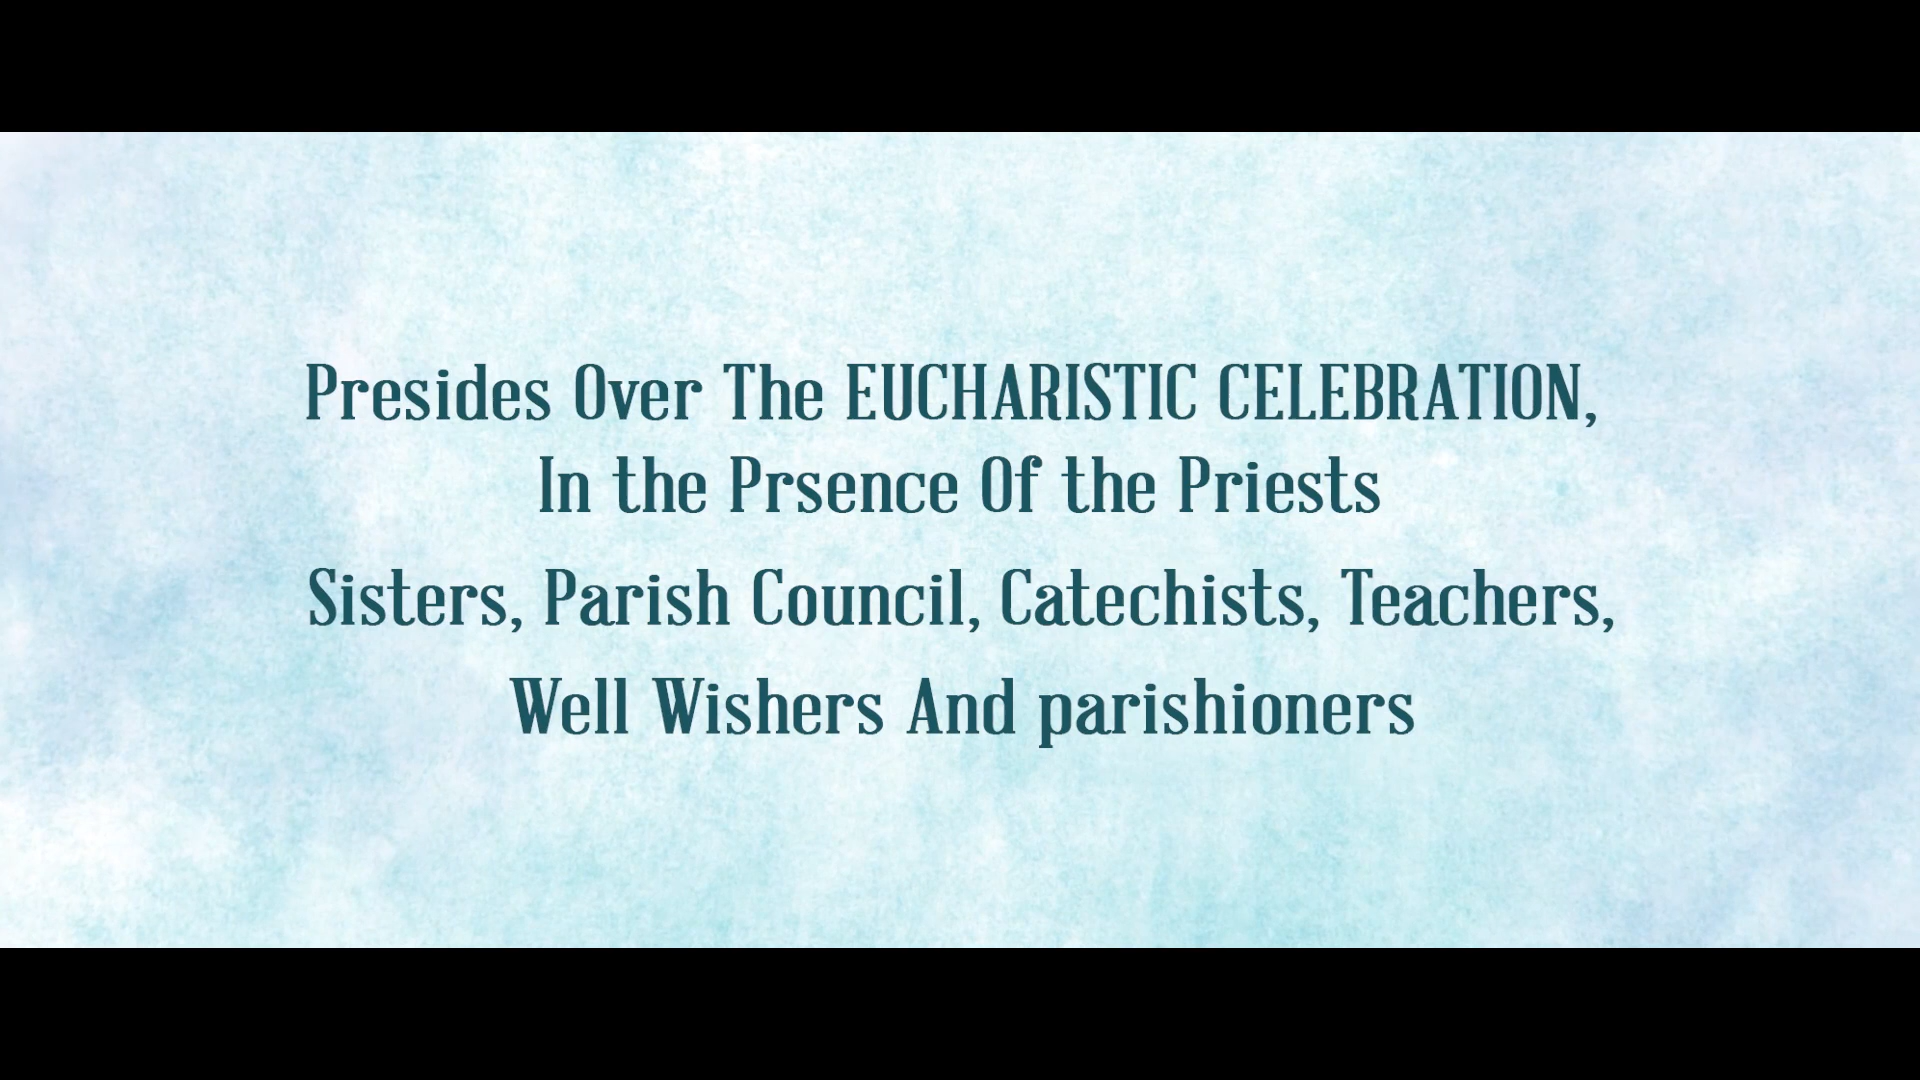 Presides Over The EUCHARISTIC CELEBRATION,
In the Prsence Of the Priests
Sisters, Parish Council, Catechists, Teachers,
Well Wishers And parishioners